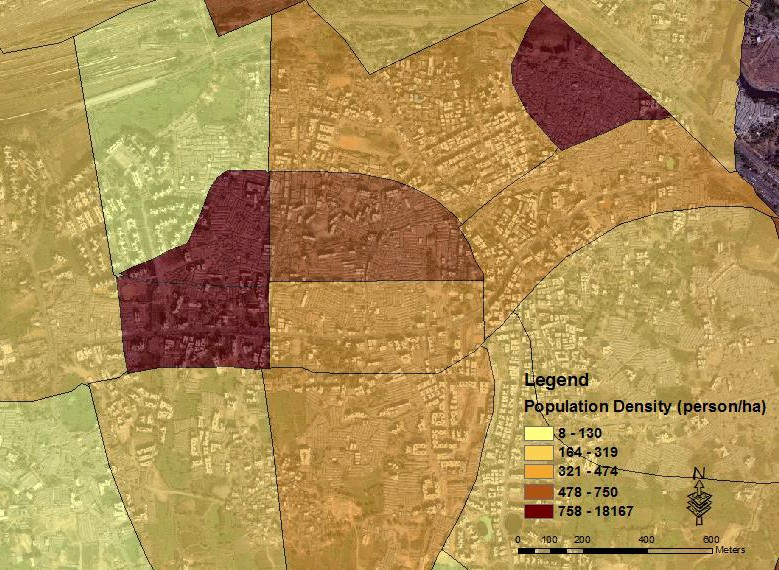 Legend
Population Density (person/ha)
8 - 130
164 - 319
321 - 474
478 - 750
758 - 18167
N
0 100 200 400 600
Meters